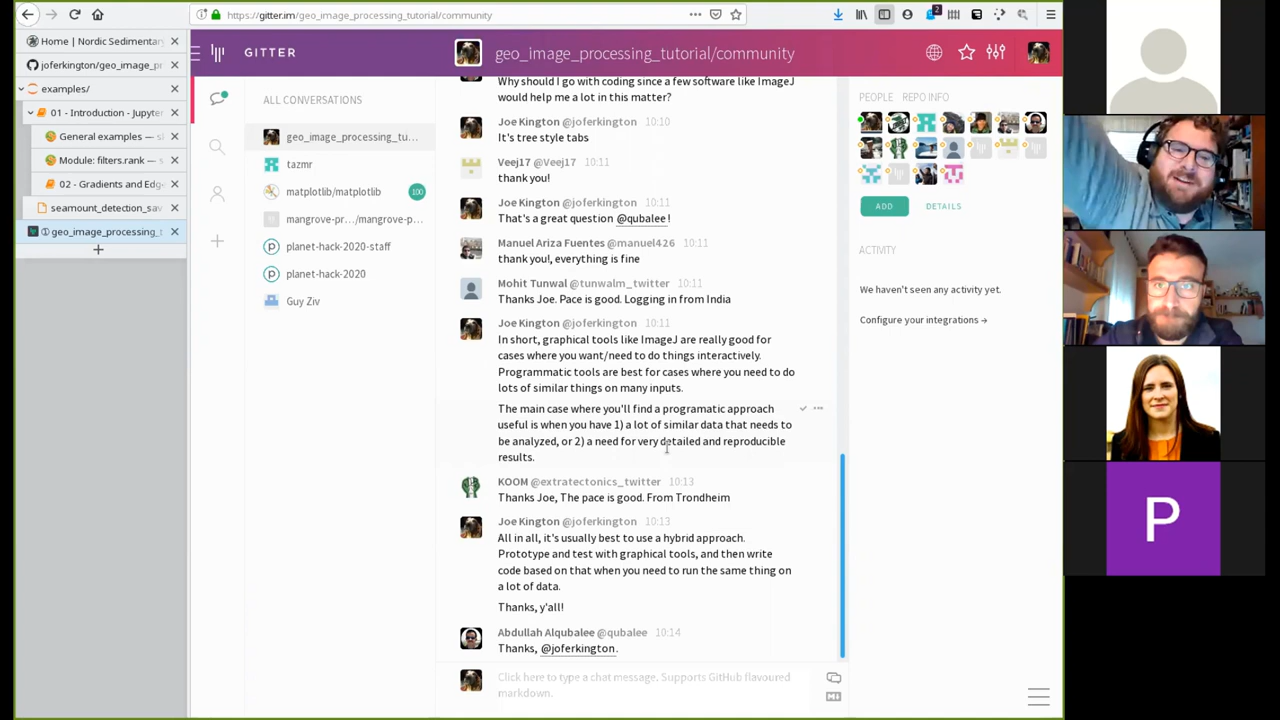 https://gitter.im/geo_image_processing_tutorial/community
2
Home | Nordic Sedimentar
joferkington/geo_image_pr
examples/
01 - Introduction - Jupyte
General examples —
Module: filters.rank —
02 - Gradients and Edge
seamount_detection_sav
① geo_image_processing_t
GITTER
geo_image_processing_tutorial/community
ALL CONVERSATIONS
geo_image_processing_tu...
tazmr
matplotlib/matplotlib
100
mangrove-pr.../mangrove-p...
planet-hack-2020-staff
planet-hack-2020
Guy Ziv
Why should I go with coding since a few software like ImageJ
would help me a lot in this matter?
Joe Kington @joferkington 10:10
It's tree style tabs
Veej17 @Veej17 10:11
thank you!
Joe Kington @joferkington 10:11
That's a great question @qubalee!
Manuel Ariza Fuentes @manuel426 10:11
thank you!, everything is fine
Mohit Tunwal @tunwalm_twitter 10:11
Thanks Joe. Pace is good. Logging in from India
Joe Kington @joferkington 10:11
In short, graphical tools like ImageJ are really good for
cases where you want/need to do things interactively.
Programmatic tools are best for cases where you need to do
lots of similar things on many inputs.
The main case where you'll find a programatic approach
useful is when you have 1) a lot of similar data that needs to
be analyzed, or 2) a need for very detailed and reproducible
results.
KOOM @extratectonics_twitter 10:13
Thanks Joe, The pace is good. From Trondheim
Joe Kington @joferkington 10:13
All in all, it's usually best to use a hybrid approach.
Prototype and test with graphical tools, and then write
code based on that when you need to run the same thing on
a lot of data.
Thanks, y'all!
Abdullah Alqubalee @qubalee 10:14
Thanks, @joferkington.
Click here to type a chat message. Supports GitHub flavoured
markdown.
PEOPLE REPO INFO
ADD
DETAILS
ACTIVITY
We haven't seen any activity yet.
Configure your integrations →
P